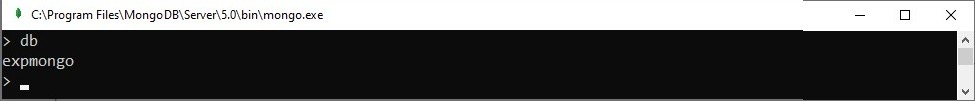 C:\Program Files\MongoDB\Server\5.0\bin\mongo.exe
> db
expmongo
>